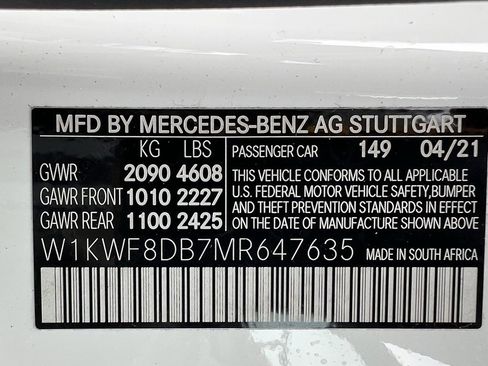 MFD BY MERCEDES-BENZ AG STUTTGART
KG LBS PASSENGER CAR 149 04/21
GVWR 2090 4608
GAWR FRONT 1010 2227
GAWR REAR 1100 2425
THIS VEHICLE CONFORMS TO ALL APPLICABLE
U.S. FEDERAL MOTOR VEHICLE SAFETY, BUMPER
AND THEFT PREVENTION STANDARDS IN
EFFECT ON THE DATE OF MANUFACTURE SHOWN
ABOVE.
W1KWF8DB7MR647635 MADE IN SOUTH AFRICA